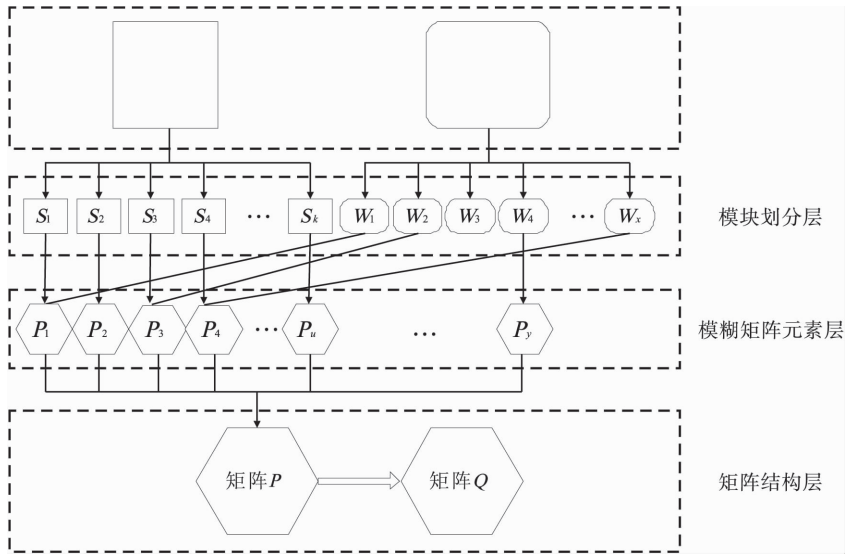 S₁ S₂ S₃ S₄ … Sₖ W₁ W₂ W₃ W₄ … Wₓ 模块划分层
P₁ P₂ P₃ P₄ … Pᵤ … P_y 模糊矩阵元素层
矩阵P 矩阵Q 矩阵结构层